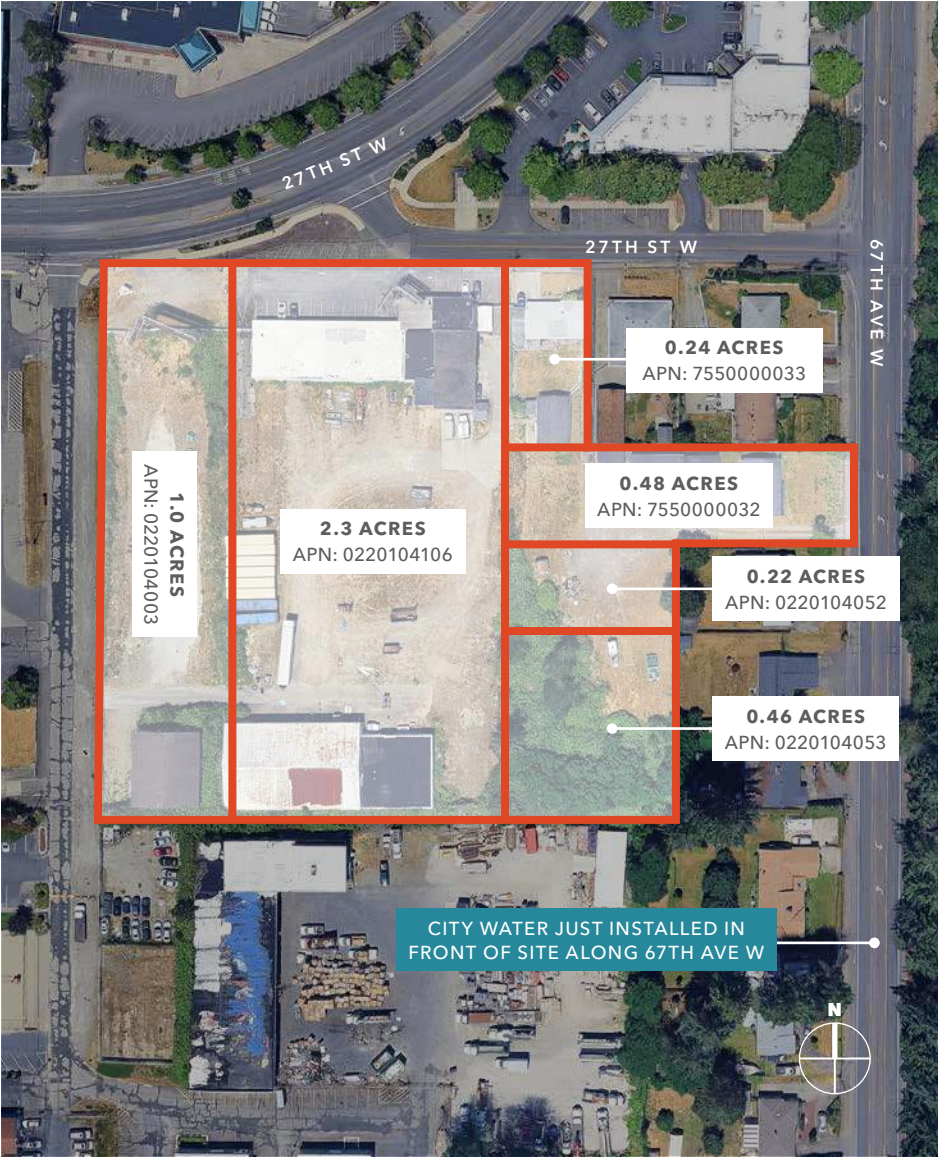 27TH ST W
27TH ST W
67TH AVE W
0.24 ACRES
APN: 7550000033
0.48 ACRES
APN: 7550000032
1.0 ACRES
APN: 0220104003
2.3 ACRES
APN: 0220104106
0.22 ACRES
APN: 0220104052
0.46 ACRES
APN: 0220104053
CITY WATER JUST INSTALLED IN
FRONT OF SITE ALONG 67TH AVE W
N